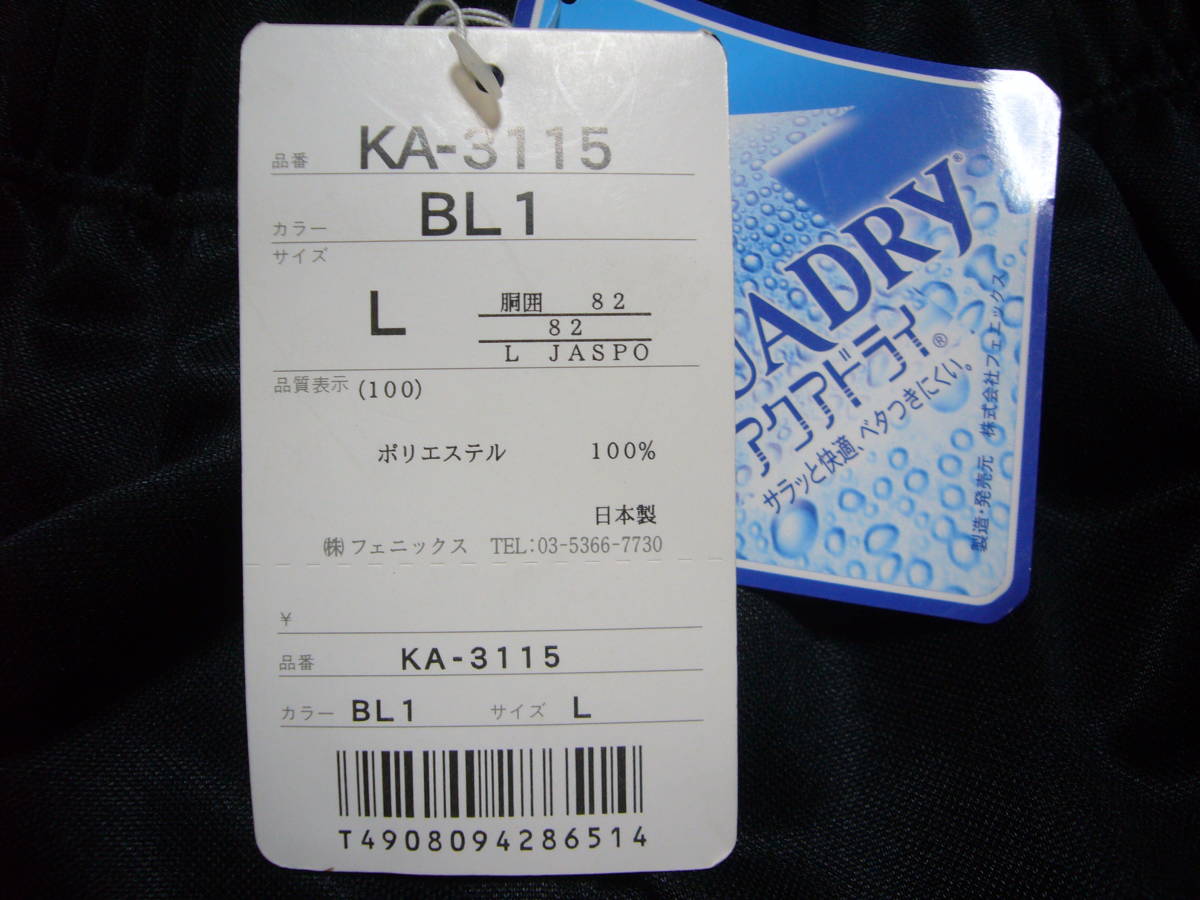 品番 KA-3115
カラー BL1
サイズ
L 胴囲 82
82
L JASPO
品質表示 (100)
ポリエステル 100%
日本製
㈱フェニックス TEL:03-5366-7730
¥
品番 KA-3115
カラー BL1 サイズ L
T4908094286514
UADRY®
アクアドライ®
サラッと快適、ベタつきにくい。
製造・発売元 株式会社フェニックス